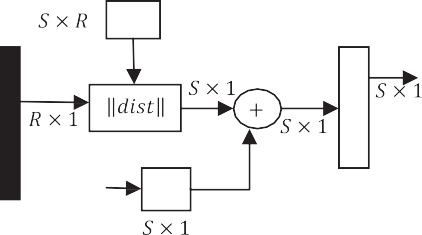 S × R
S × 1
‖dist‖
+
S × 1
R × 1
S × 1
S × 1